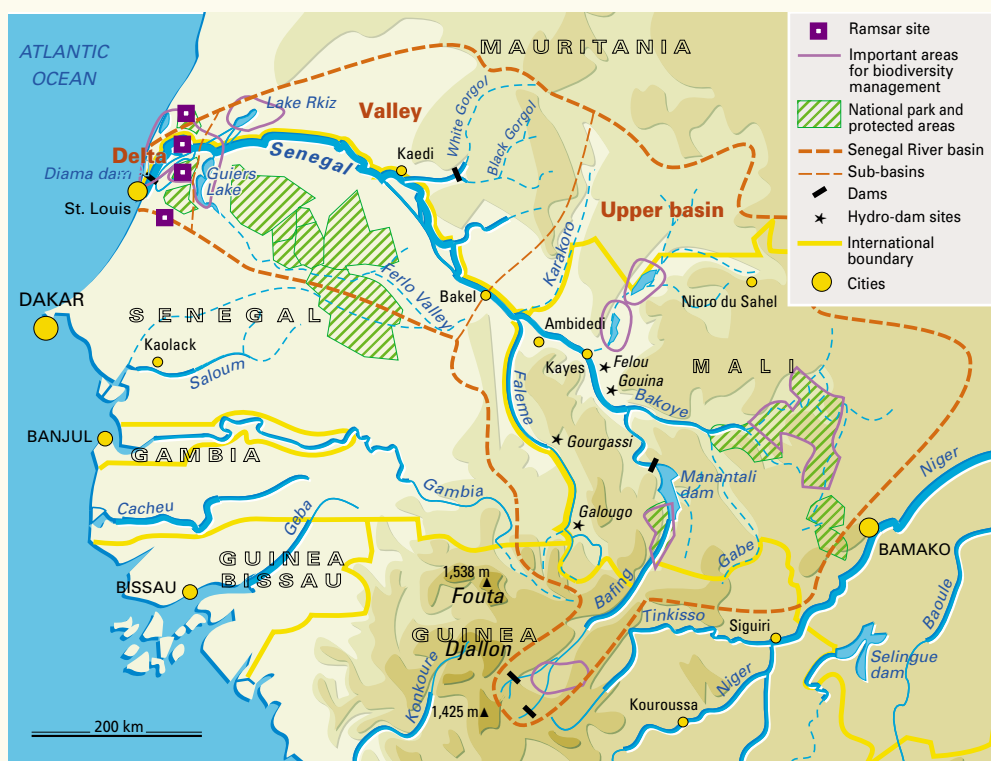 ATLANTIC
OCEAN
MAURITANIA
Lake Rkiz
Valley
White Gorgol
Black Gorgol
Delta
Senegal
Kaedi
Diama dam
Guiers
Lake
St. Louis
Upper basin
Karakoro
Ferlo Valley
Bakel
Nioro du Sahel
DAKAR
SENEGAL
Ambidedi
Kaolack
Saloum
Kayes
Felou
MALI
Gouina
Faleme
Bakoye
BANJUL
GAMBIA
Gourgassi
Niger
Gambia
Manantali
dam
Cacheu
Geba
Galougo
BAMAKO
GUINEA
BISSAU
Gabe
1,538 m
Fouta
BISSAU
Bafing
Baoule
Tinkisso
Siguiri
GUINEA
Djallon
Selingue
dam
Konkoure
Niger
1,425 m
Kouroussa
200 km
Ramsar site
Important areas
for biodiversity
management
National park and
protected areas
Senegal River basin
Sub-basins
Dams
Hydro-dam sites
International
boundary
Cities